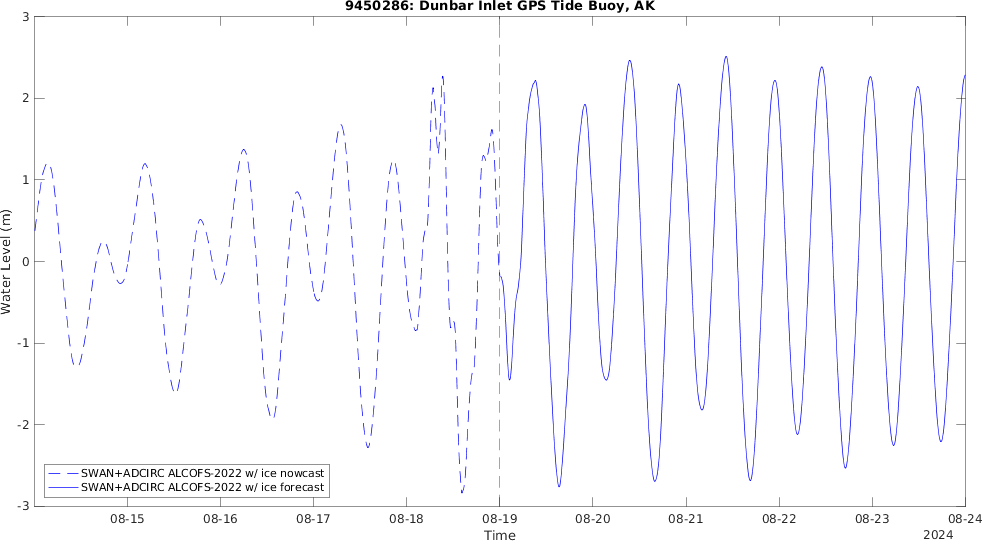 9450286: Dunbar Inlet GPS Tide Buoy, AK
3
2
1
0
-1
-2
-3
Water Level (m)
SWAN+ADCIRC ALCOFS-2022 w/ ice nowcast
SWAN+ADCIRC ALCOFS-2022 w/ ice forecast
08-15 08-16 08-17 08-18 08-19 08-20 08-21 08-22 08-23 08-24
Time
2024